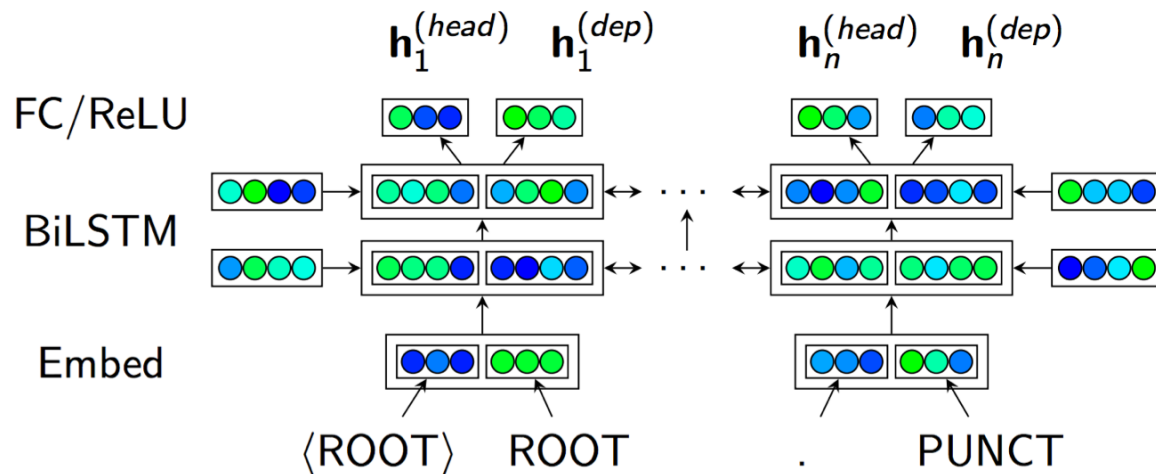 h₁^(head) h₁^(dep) hₙ^(head) hₙ^(dep)
FC/ReLU
. . .
BiLSTM
. . .
Embed
⟨ROOT⟩ ROOT . PUNCT